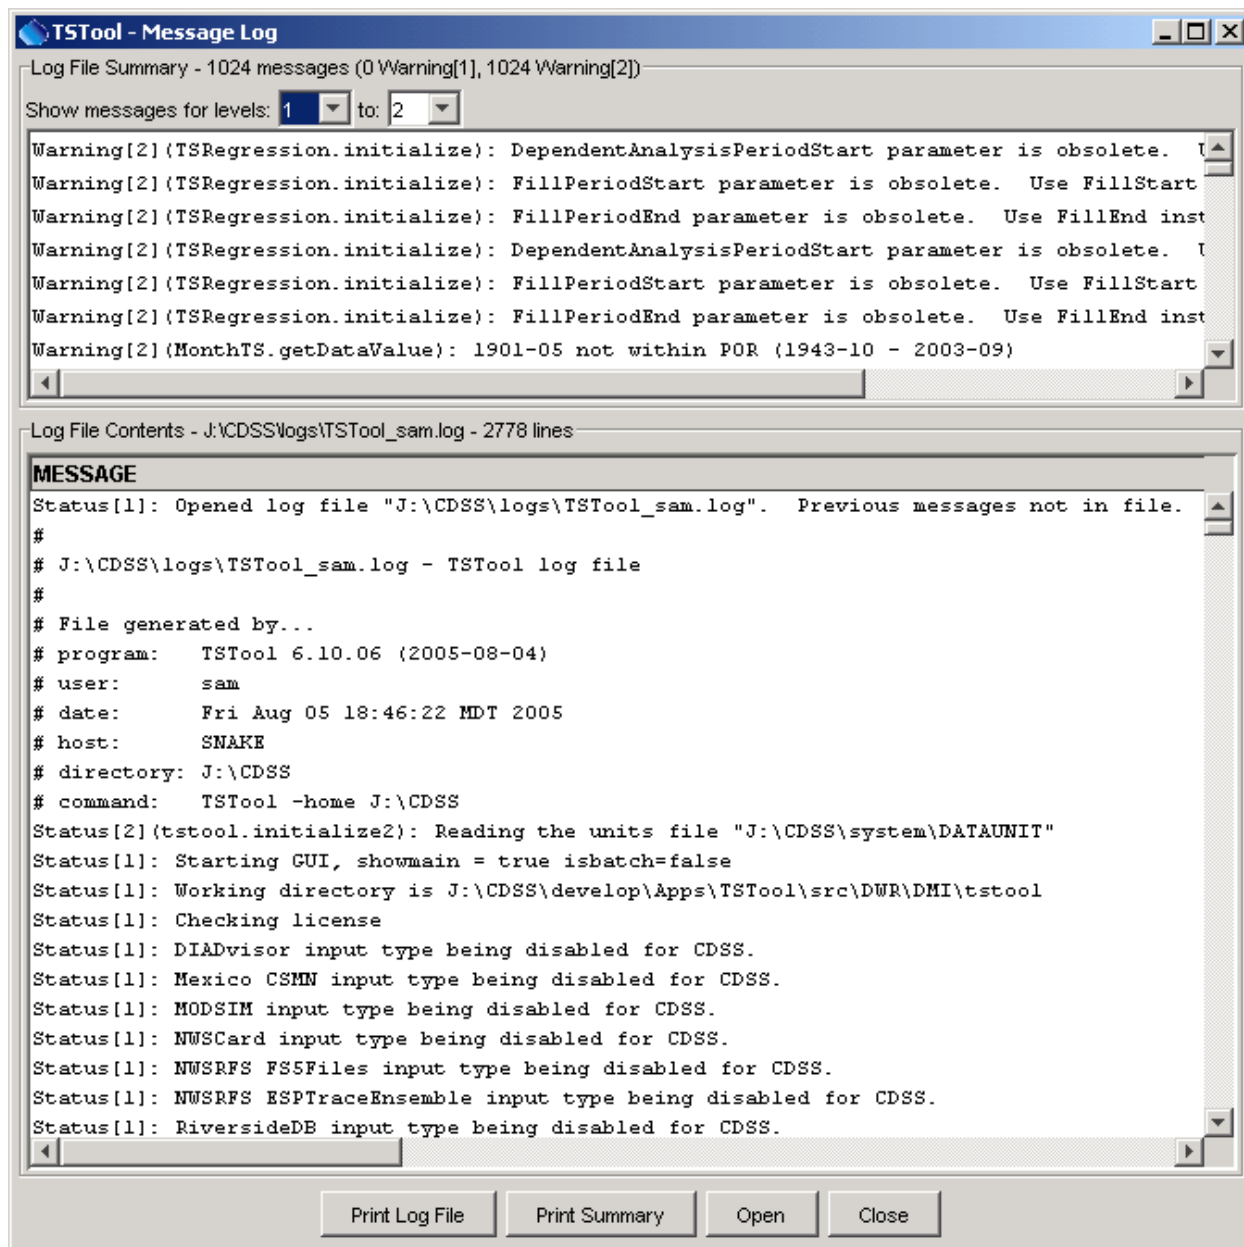 TSTool - Message Log
Log File Summary - 1024 messages (0 Warning[1], 1024 Warning[2])
Show messages for levels: 1 to: 2
Warning[2](TSRegression.initialize): DependentAnalysisPeriodStart parameter is obsolete.
Warning[2](TSRegression.initialize): FillPeriodStart parameter is obsolete.  Use FillStart
Warning[2](TSRegression.initialize): FillPeriodEnd parameter is obsolete.  Use FillEnd inst
Warning[2](TSRegression.initialize): DependentAnalysisPeriodStart parameter is obsolete.
Warning[2](TSRegression.initialize): FillPeriodStart parameter is obsolete.  Use FillStart
Warning[2](TSRegression.initialize): FillPeriodEnd parameter is obsolete.  Use FillEnd inst
Warning[2](MonthTS.getDataValue): 1901-05 not within POR (1943-10 - 2003-09)
Log File Contents - J:\CDSS\logs\TSTool_sam.log - 2778 lines
MESSAGE
Status[1]: Opened log file "J:\CDSS\logs\TSTool_sam.log".  Previous messages not in file.
#
# J:\CDSS\logs\TSTool_sam.log - TSTool log file
#
# File generated by...
# program:   TSTool 6.10.06 (2005-08-04)
# user:      sam
# date:      Fri Aug 05 18:46:22 MDT 2005
# host:      SNAKE
# directory: J:\CDSS
# command:   TSTool -home J:\CDSS
Status[2](tstool.initialize2): Reading the units file "J:\CDSS\system\DATAUNIT"
Status[1]: Starting GUI, showmain = true isbatch=false
Status[1]: Working directory is J:\CDSS\develop\Apps\TSTool\src\DWR\DMI\tstool
Status[1]: Checking license
Status[1]: DIADvisor input type being disabled for CDSS.
Status[1]: Mexico CSMN input type being disabled for CDSS.
Status[1]: MODSIM input type being disabled for CDSS.
Status[1]: NWSCard input type being disabled for CDSS.
Status[1]: NWSRFS FS5Files input type being disabled for CDSS.
Status[1]: NWSRFS ESPTraceEnsemble input type being disabled for CDSS.
Status[1]: RiversideDB input type being disabled for CDSS.
Print Log File Print Summary Open Close